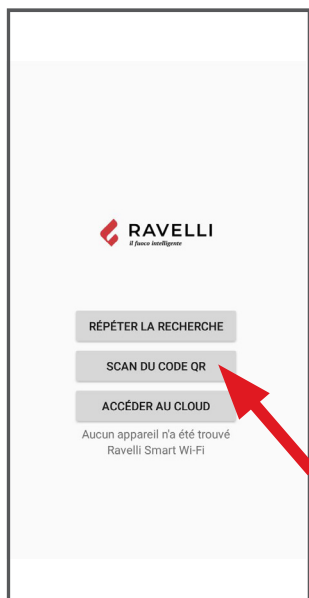 RAVELLI
il fuoco intelligente
RÉPÉTER LA RECHERCHE
SCAN DU CODE QR
ACCÉDER AU CLOUD
Aucun appareil n'a été trouvé
Ravelli Smart Wi-Fi